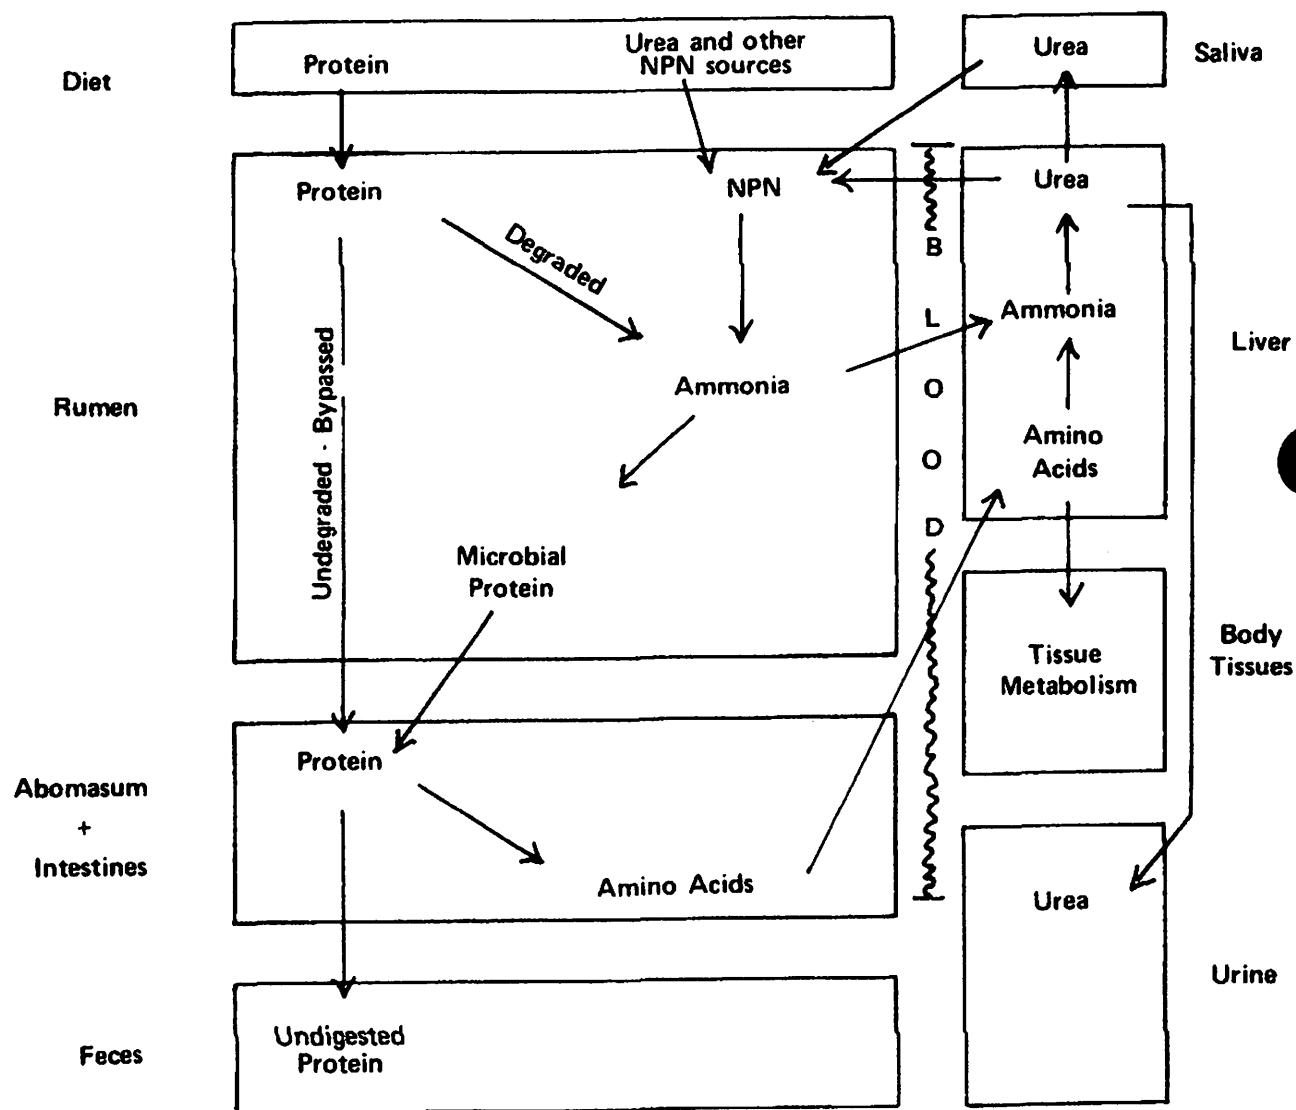 Diet
Protein
Urea and other
NPN sources
Urea
Saliva
Rumen
Protein
NPN
Degraded
Undegraded - Bypassed
Ammonia
Microbial
Protein
B
L
O
O
D
Urea
Ammonia
Amino
Acids
Liver
Tissue
Metabolism
Body
Tissues
Abomasum
+
Intestines
Protein
Amino Acids
Urea
Urine
Feces
Undigested
Protein